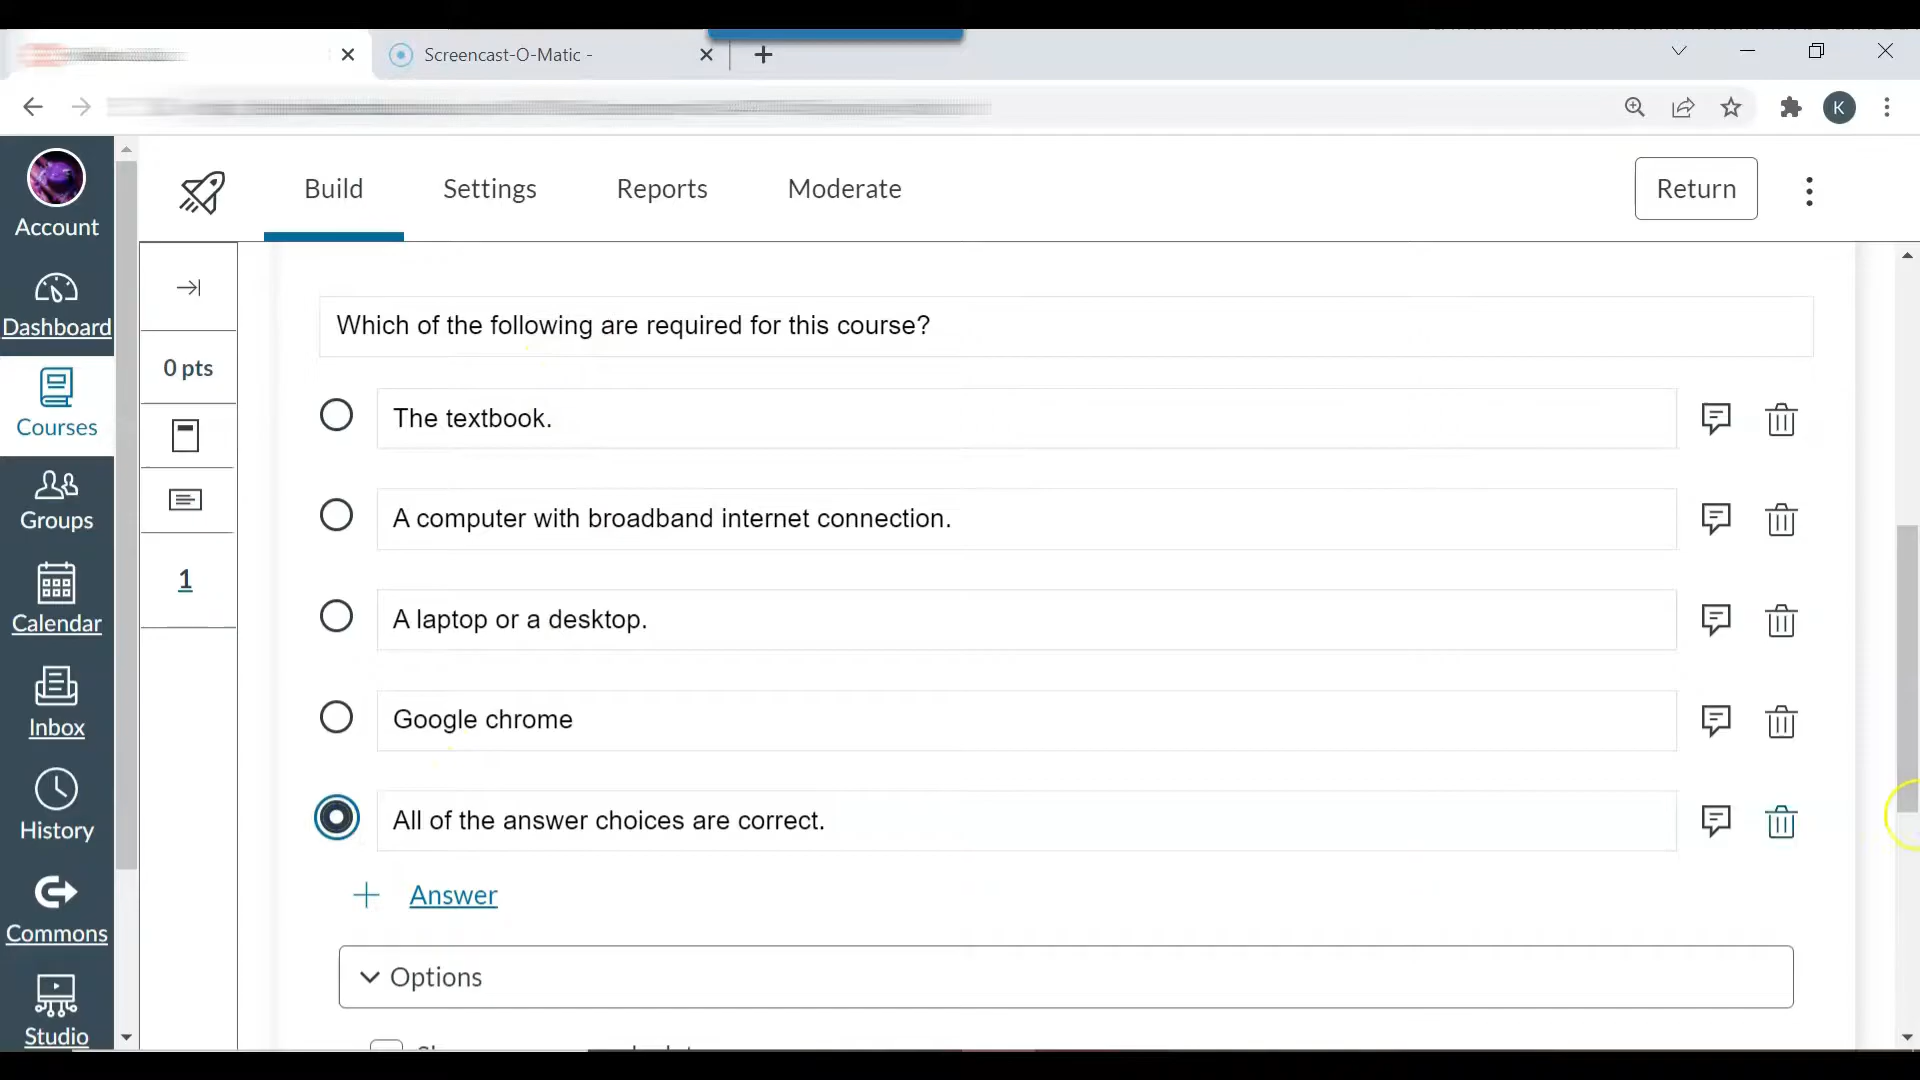 Screencast-O-Matic -
K
Account
Dashboard
Courses
Groups
Calendar
Inbox
History
Commons
Studio
Build
Settings
Reports
Moderate
Return
0 pts
1
Which of the following are required for this course?
The textbook.
A computer with broadband internet connection.
A laptop or a desktop.
Google chrome
All of the answer choices are correct.
Answer
Options